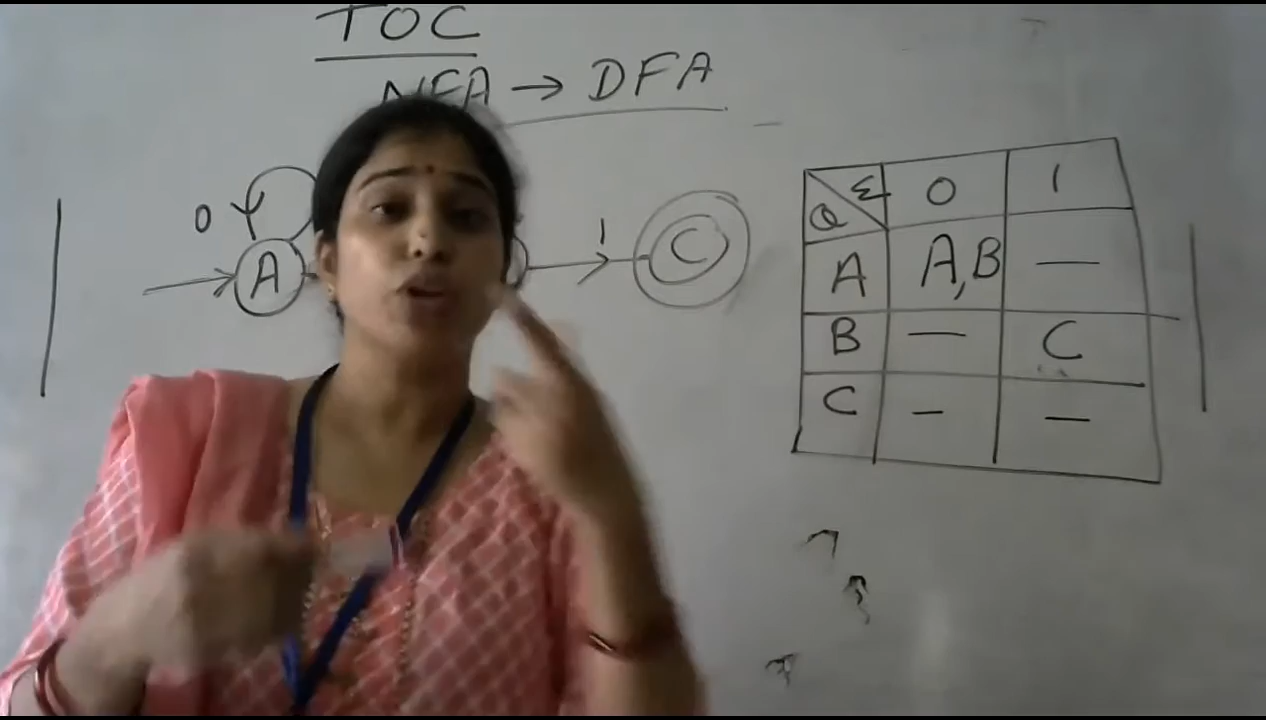 TOC
NFA → DFA
0
A
1
C
Q Σ 0 1
A A,B —
B — C
C — —